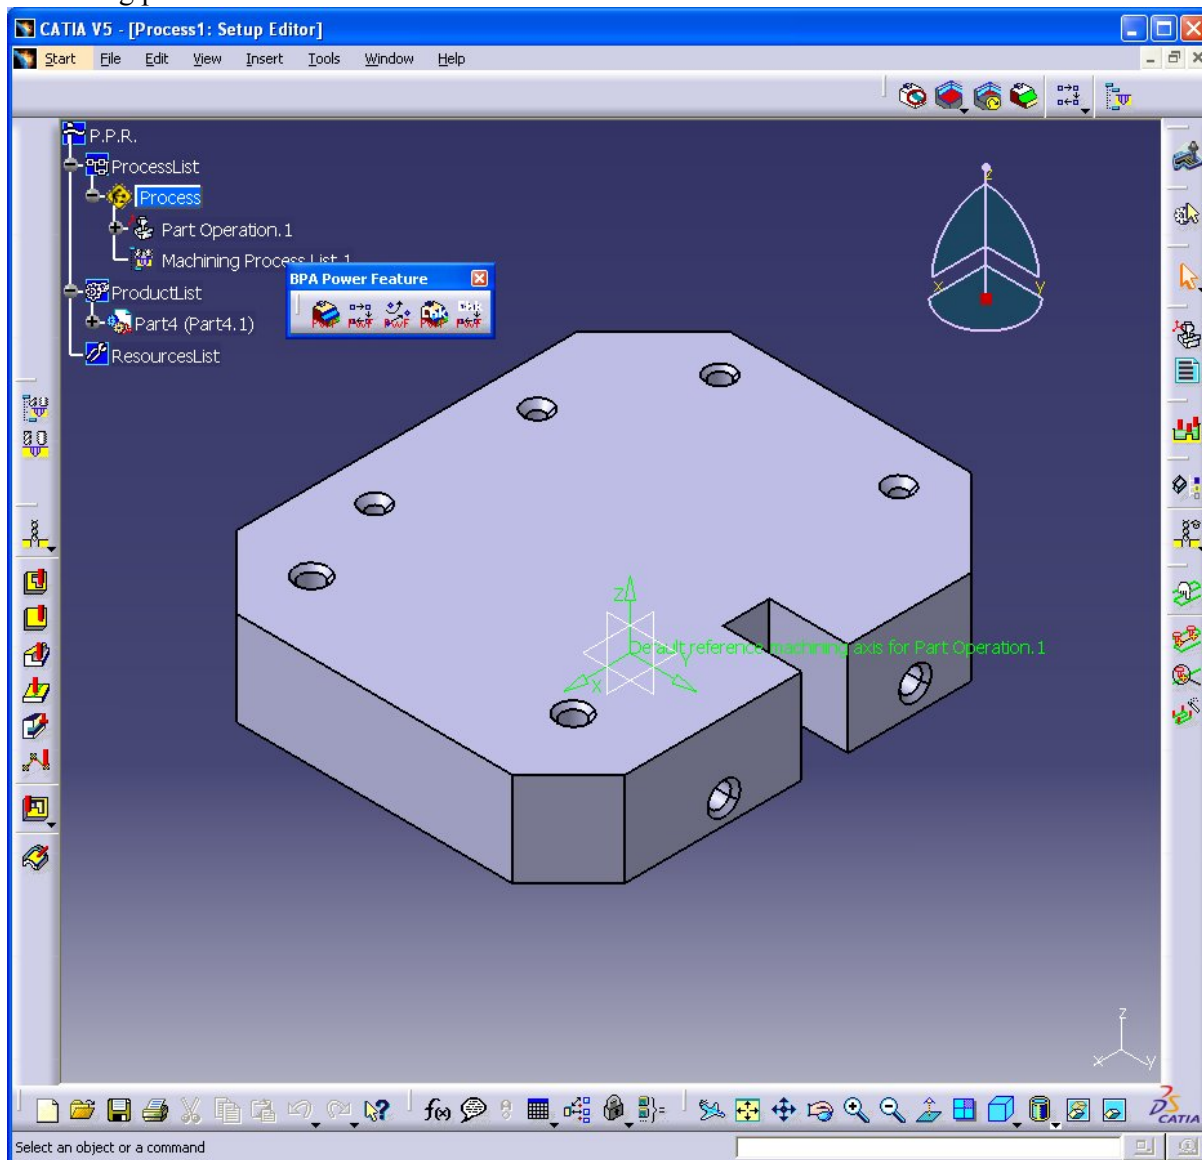 CATIA V5 - [Process1: Setup Editor]
Start File Edit View Insert Tools Window Help
P.P.R.
ProcessList
Process
Part Operation.1
Machining Process List.1
BPA Power Feature
ProductList
Part4 (Part4.1)
ResourcesList
z
x y
Z
Default reference machining axis for Part Operation.1
X Y
z
x y
f(x)
CATIA
Select an object or a command